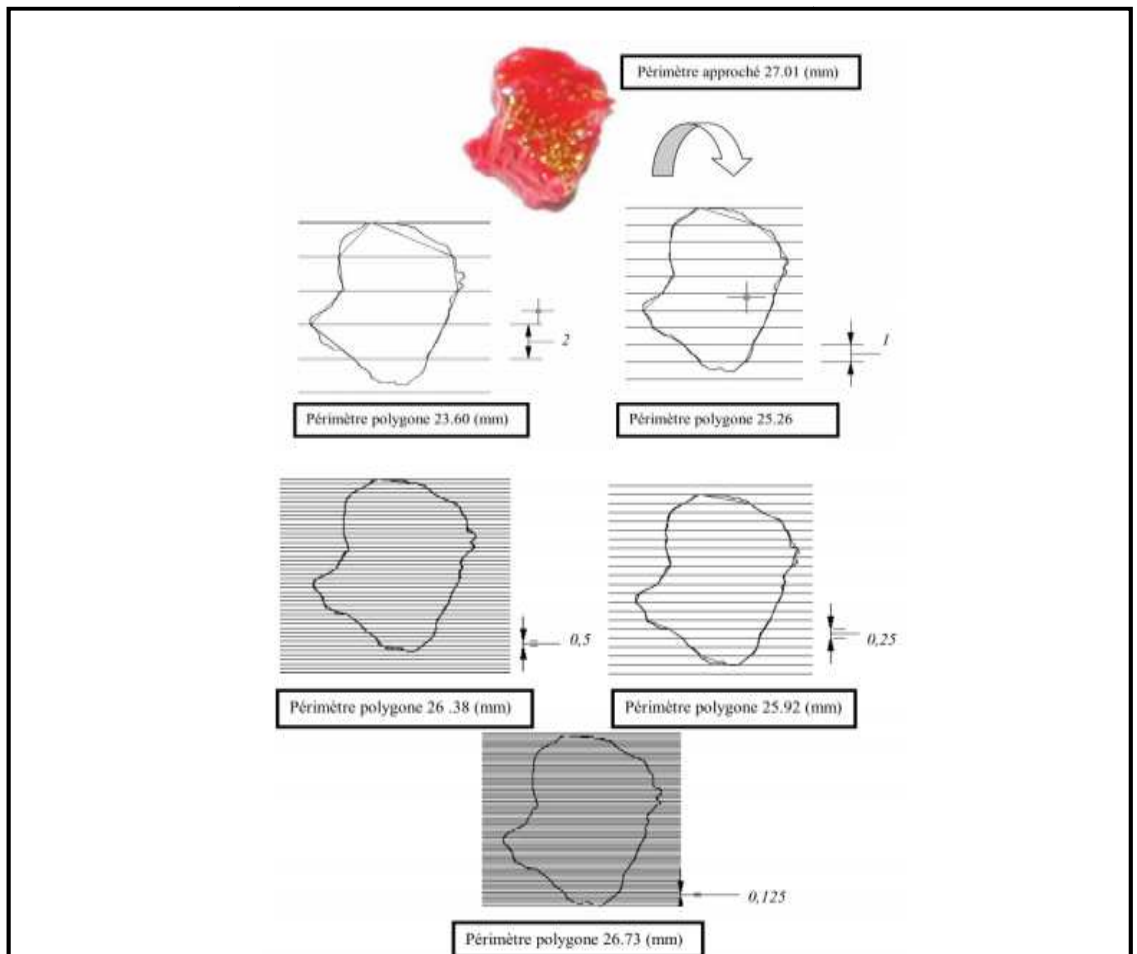 Périmètre approché 27.01 (mm)
2
1
Périmètre polygone 23.60 (mm)
Périmètre polygone 25.26
0,5
0,25
Périmètre polygone 26 .38 (mm)
Périmètre polygone 25.92 (mm)
0,125
Périmètre polygone 26.73 (mm)